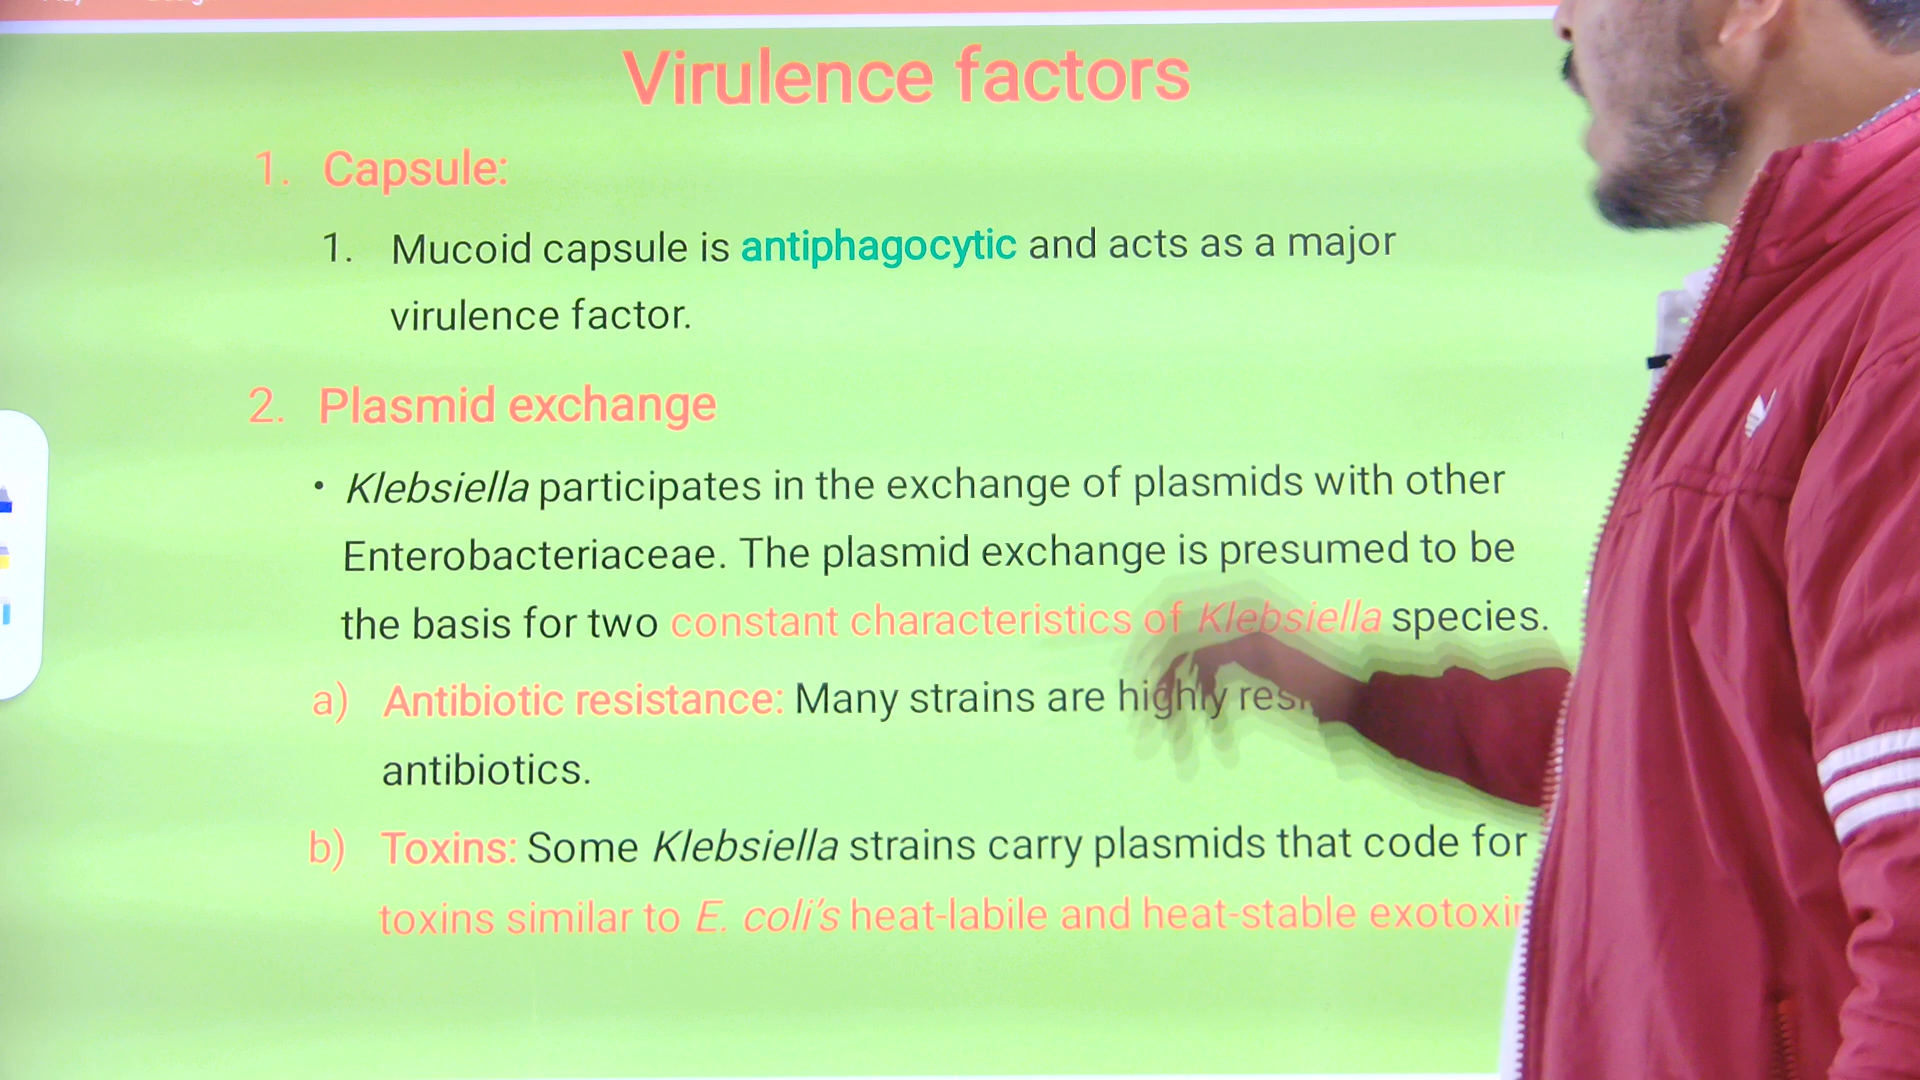 Virulence factors
1. Capsule:
1. Mucoid capsule is antiphagocytic and acts as a major
virulence factor.
2. Plasmid exchange
• Klebsiella participates in the exchange of plasmids with other
Enterobacteriaceae. The plasmid exchange is presumed to be
the basis for two constant characteristics of Klebsiella species.
a) Antibiotic resistance: Many strains are highly
antibiotics.
b) Toxins: Some Klebsiella strains carry plasmids that code for
toxins similar to E. coli's heat-labile and heat-stable